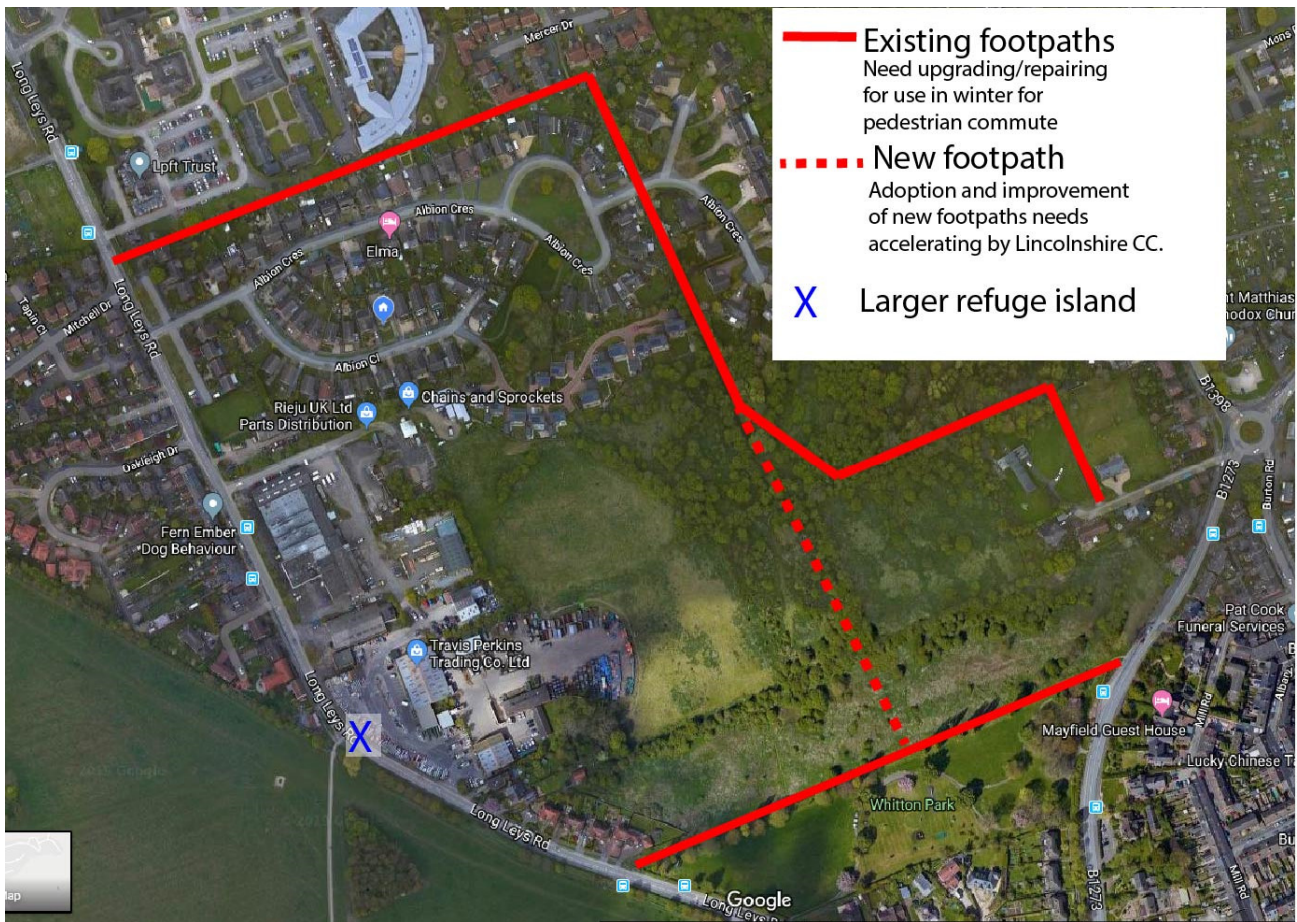 Existing footpaths
Need upgrading/repairing
for use in winter for
pedestrian commute
New footpath
Adoption and improvement
of new footpaths needs
accelerating by Lincolnshire CC.
X Larger refuge island
Mercer Dr
Mons
Long Leys Rd
Lpft Trust
Albion Cres
Elma
Albion Cres
Albion Cres
Albion Cres
Tapin Cl
Mitchell Dr
Long Leys Rd
Albion Cl
Matthias
B1398
Chains and Sprockets
Rieju UK Ltd
Parts Distribution
Oakleigh Dr
B1273
Burton Rd
Fern Ember
Dog Behaviour
Pat Cook
Funeral Services
Travis Perkins
Trading Co. Ltd
Long Leys
X
Mayfield Guest House
Mill Rd
Lucky Chinese
Whitton Park
Long Leys Rd
Google
Long Leys Rd
B1273
Mill Rd